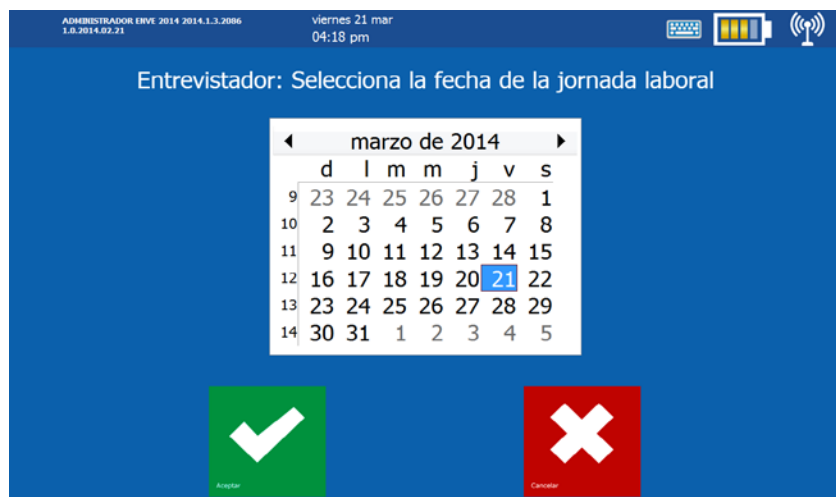 ADMINISTRADOR ENVE 2014 2014.1.3.2086
1.0.2014.02.21
viernes 21 mar
04:18 pm
Entrevistador: Selecciona la fecha de la jornada laboral
marzo de 2014
d l m m j v s
9 23 24 25 26 27 28 1
10 2 3 4 5 6 7 8
11 9 10 11 12 13 14 15
12 16 17 18 19 20 21 22
13 23 24 25 26 27 28 29
14 30 31 1 2 3 4 5
Aceptar
Cancelar